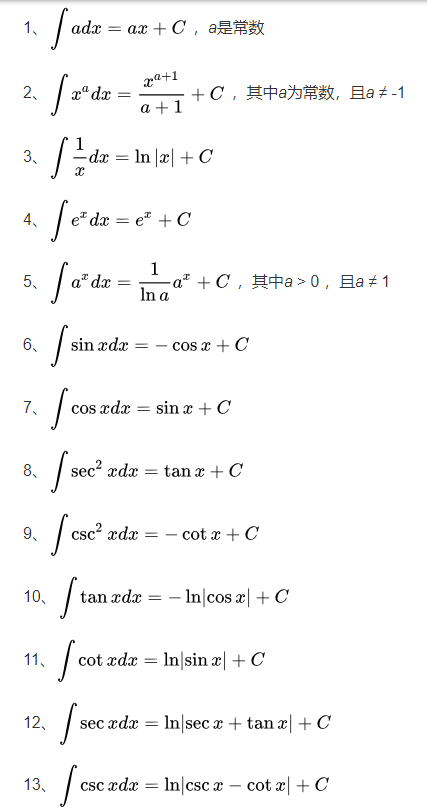 1、∫ adx = ax + C，a是常数
2、∫ x^a dx = \frac{x^{a+1}}{a+1} + C，其中a为常数，且a ≠ -1
3、∫ \frac{1}{x} dx = ln |x| + C
4、∫ e^x dx = e^x + C
5、∫ a^x dx = \frac{1}{ln a} a^x + C，其中a > 0，且a ≠ 1
6、∫ sin xdx = − cos x + C
7、∫ cos xdx = sin x + C
8、∫ sec² xdx = tan x + C
9、∫ csc² xdx = − cot x + C
10、∫ tan xdx = − ln|cos x| + C
11、∫ cot xdx = ln|sin x| + C
12、∫ sec xdx = ln|sec x + tan x| + C
13、∫ csc xdx = ln|csc x − cot x| + C